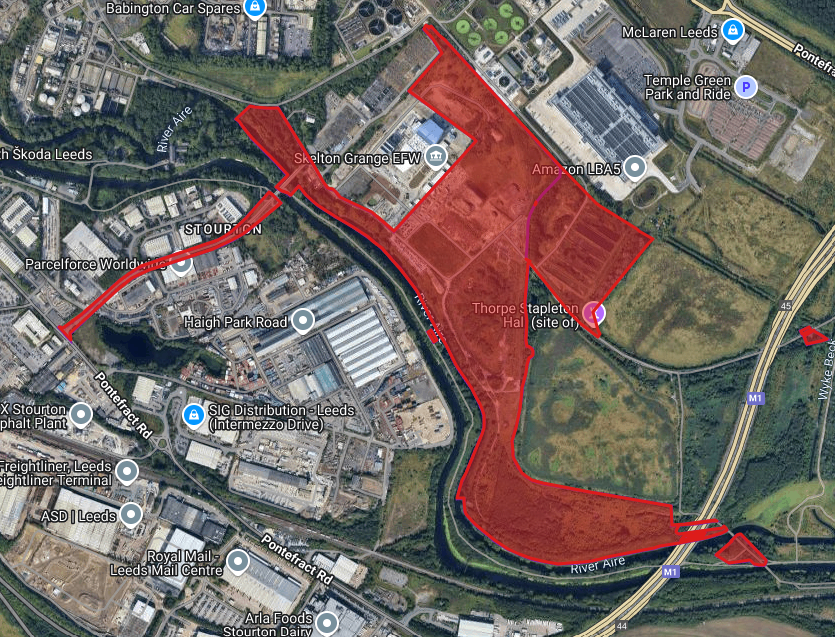 Babington Car Spares
McLaren Leeds
Pontefra
Temple Green
Park and Ride
P
River Aire
th Škoda Leeds
Skelton Grange EFW
Amazon LBA5
STOURTON
Parcelforce Worldwide
Thorpe Stapleton
Hall (site of)
River Aire
Haigh Park Road
45
Wyke Beck
M1
Pontefract Rd
X Stourton
phalt Plant
SIG Distribution - Leeds
(Intermezzo Drive)
Freightliner, Leeds
eightliner Terminal
ASD | Leeds
Royal Mail -
Leeds Mail Centre
Pontefract Rd
River Aire
M1
Arla Foods
Stourton Dairy
44